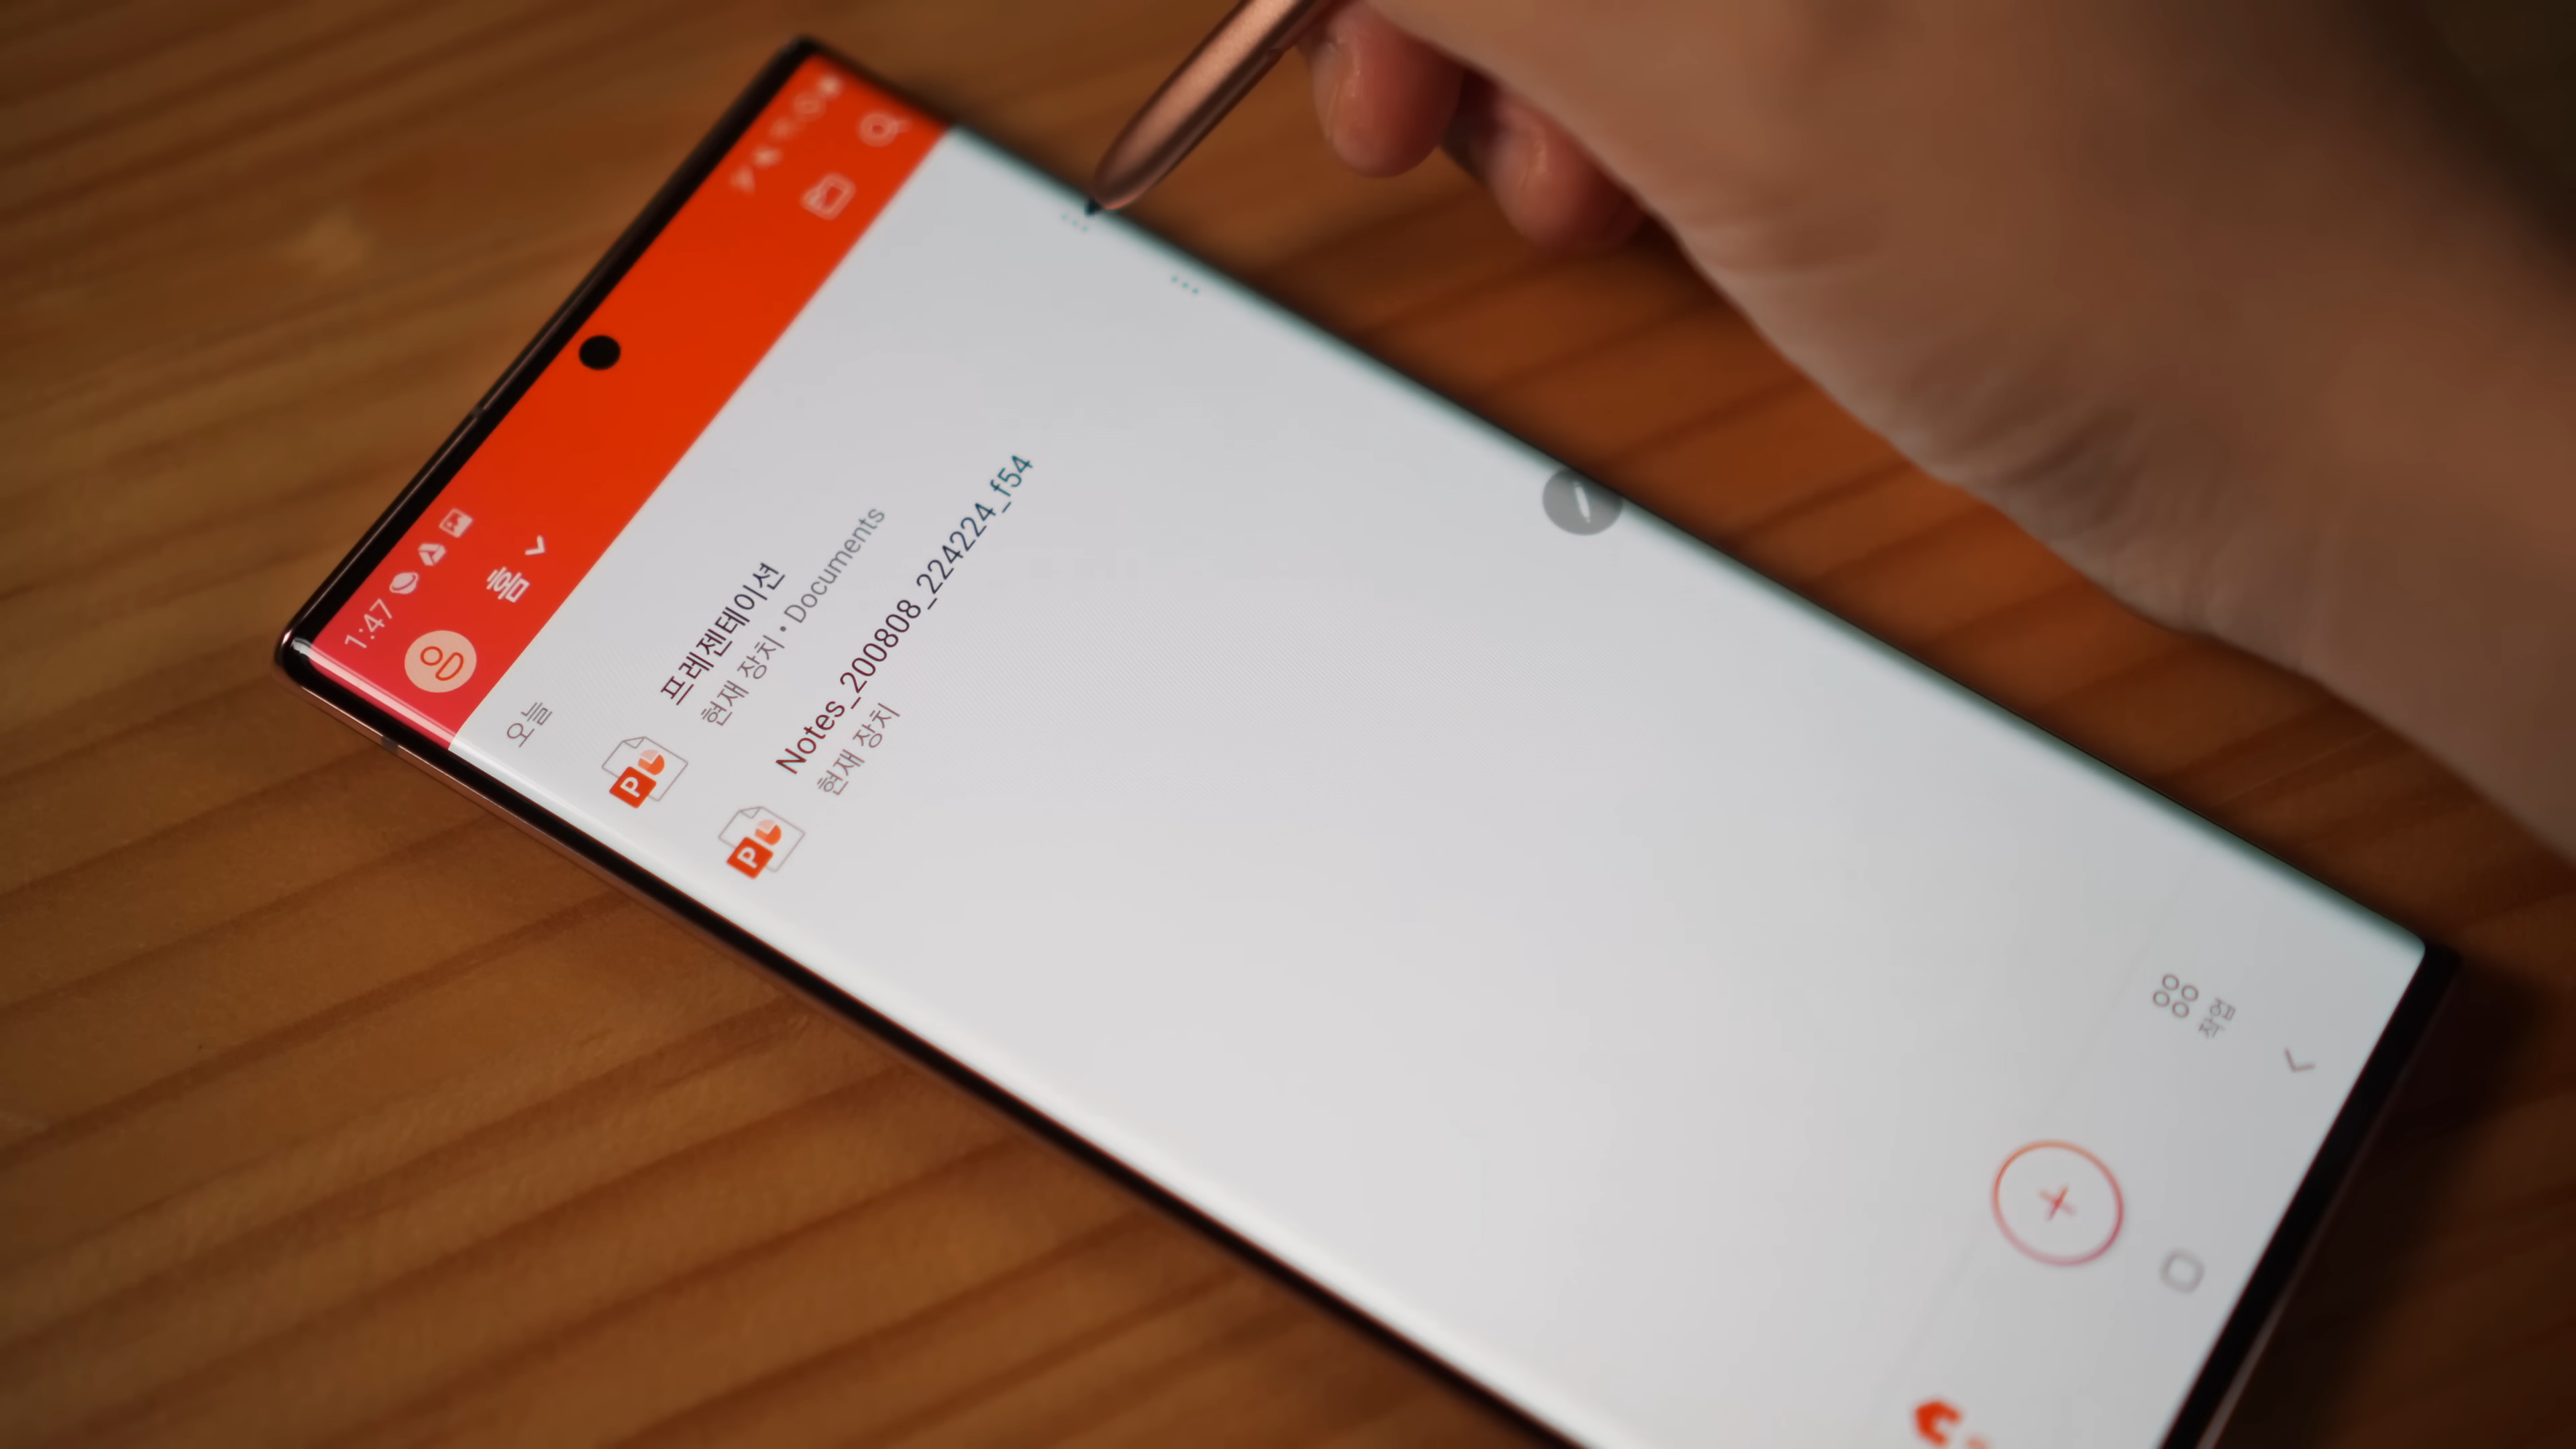 1:47
홈
오늘
프레젠테이션
현재 장치 • Documents
Notes_200808_224224_f54
현재 장치
P
P
작업